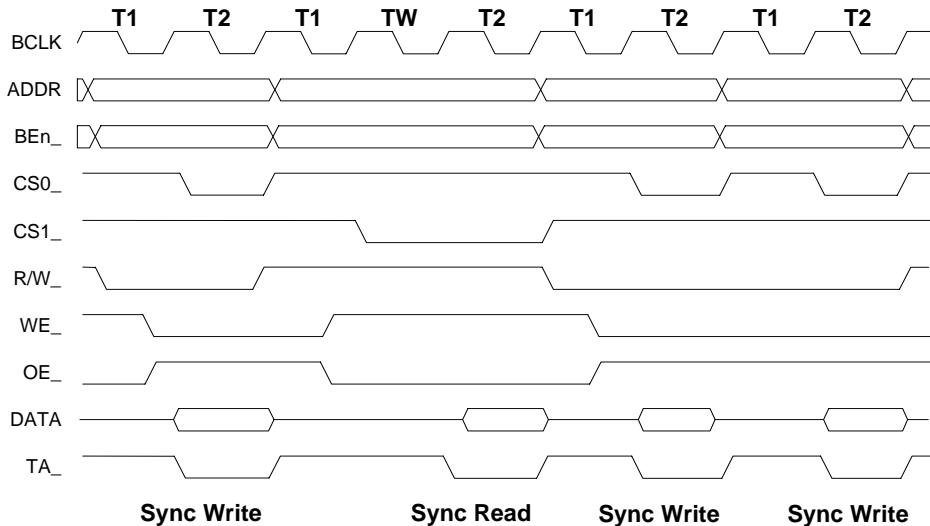 T1 T2 T1 TW T2 T1 T2 T1 T2
BCLK
ADDR
BEn_
CS0_
CS1_
R/W_
WE_
OE_
DATA
TA_
Sync Write Sync Read Sync Write Sync Write